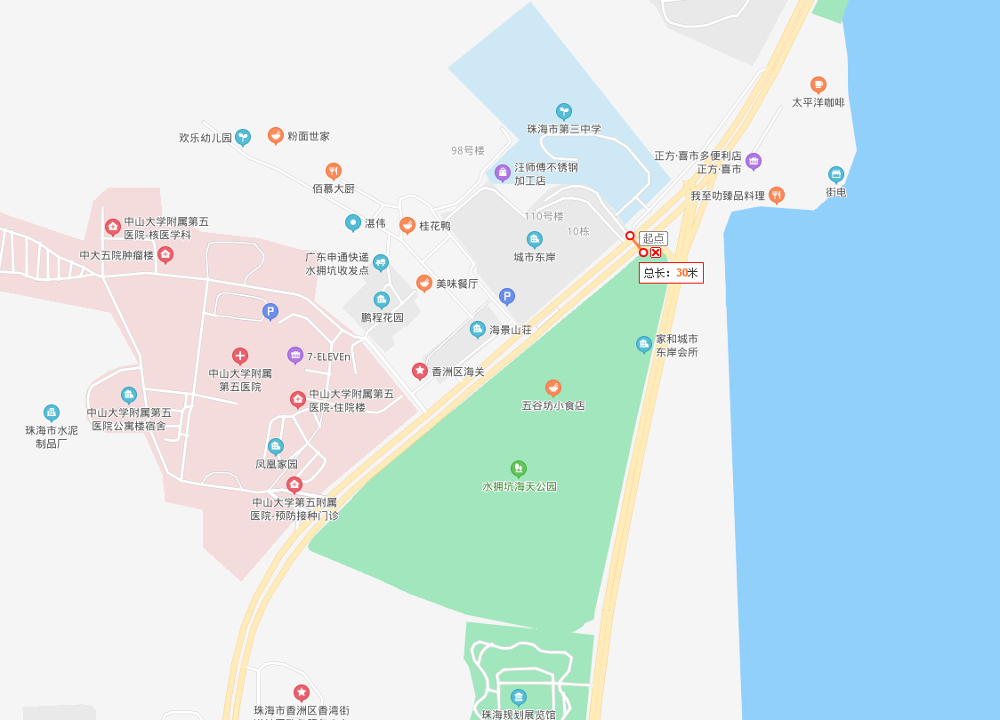 太平洋咖啡
珠海市第三中学
欢乐幼儿园
粉面世家
98号楼
正方·喜市多便利店
正方·喜市
汪师傅不锈钢
加工店
佰慕大厨
我至叻臻品料理
街电
中山大学附属第五
医院-核医学科
湛伟
桂花鸭
110号楼
10栋
起点
中大五院肿瘤楼
广东申通快递
水拥坑收发点
城市东岸
总长：30米
美味餐厅
鹏程花园
海景山荘
家和城市
东岸会所
7-ELEVEn
中山大学附属
第五医院
香洲区海关
中山大学附属第五
医院-住院楼
五谷坊小食店
中山大学附属第五
医院公寓楼宿舍
珠海市水泥
制品厂
凤凰家园
水拥坑海天公园
中山大学第五附属
医院-预防接种门诊
珠海市香洲区香湾街
珠海规划展览馆